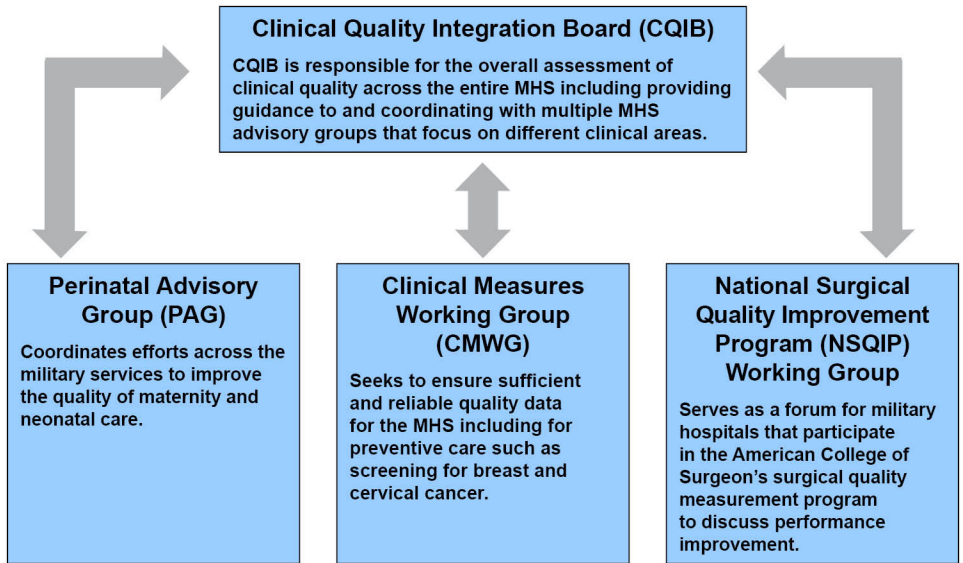 Clinical Quality Integration Board (CQIB)
CQIB is responsible for the overall assessment of
clinical quality across the entire MHS including providing
guidance to and coordinating with multiple MHS
advisory groups that focus on different clinical areas.
Perinatal Advisory
Group (PAG)
Coordinates efforts across the
military services to improve
the quality of maternity and
neonatal care.
Clinical Measures
Working Group
(CMWG)
Seeks to ensure sufficient
and reliable quality data
for the MHS including for
preventive care such as
screening for breast and
cervical cancer.
National Surgical
Quality Improvement
Program (NSQIP)
Working Group
Serves as a forum for military
hospitals that participate
in the American College of
Surgeon’s surgical quality
measurement program
to discuss performance
improvement.